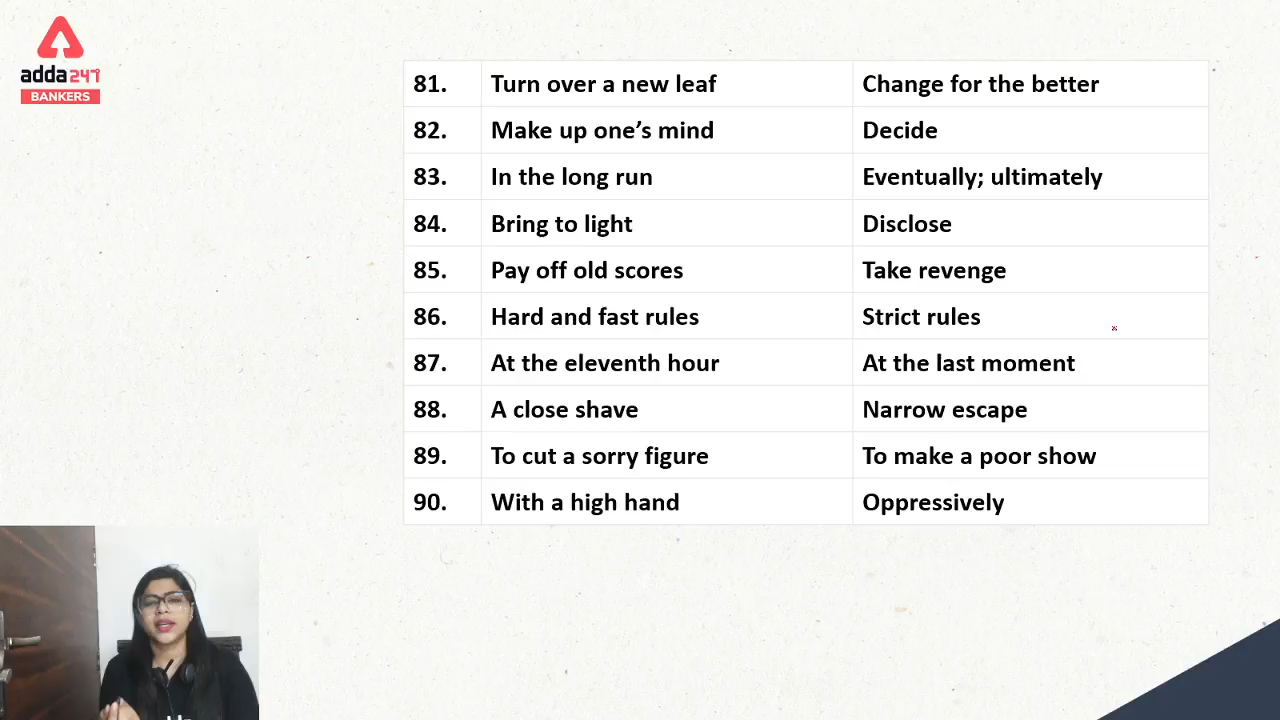 adda247
BANKERS
81. Turn over a new leaf Change for the better
82. Make up one’s mind Decide
83. In the long run Eventually; ultimately
84. Bring to light Disclose
85. Pay off old scores Take revenge
86. Hard and fast rules Strict rules
87. At the eleventh hour At the last moment
88. A close shave Narrow escape
89. To cut a sorry figure To make a poor show
90. With a high hand Oppressively